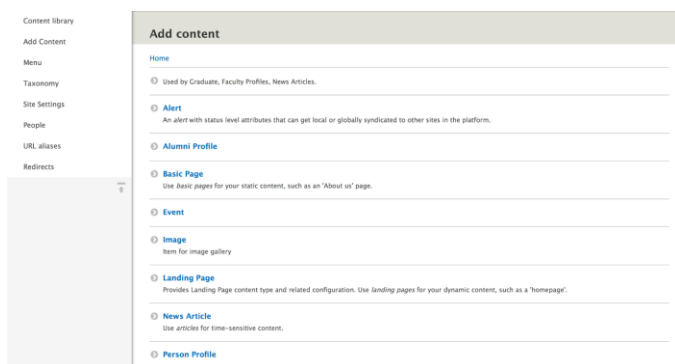 Content library
Add Content
Menu
Taxonomy
Site Settings
People
URL aliases
Redirects
Add content
Home
Used by Graduate, Faculty Profiles, News Articles.
Alert
An alert with status level attributes that can get local or globally syndicated to other sites in the platform.
Alumni Profile
Basic Page
Use basic pages for your static content, such as an 'About us' page.
Event
Image
Item for image gallery
Landing Page
Provides Landing Page content type and related configuration. Use landing pages for your dynamic content, such as a 'homepage'.
News Article
Use articles for time-sensitive content.
Person Profile